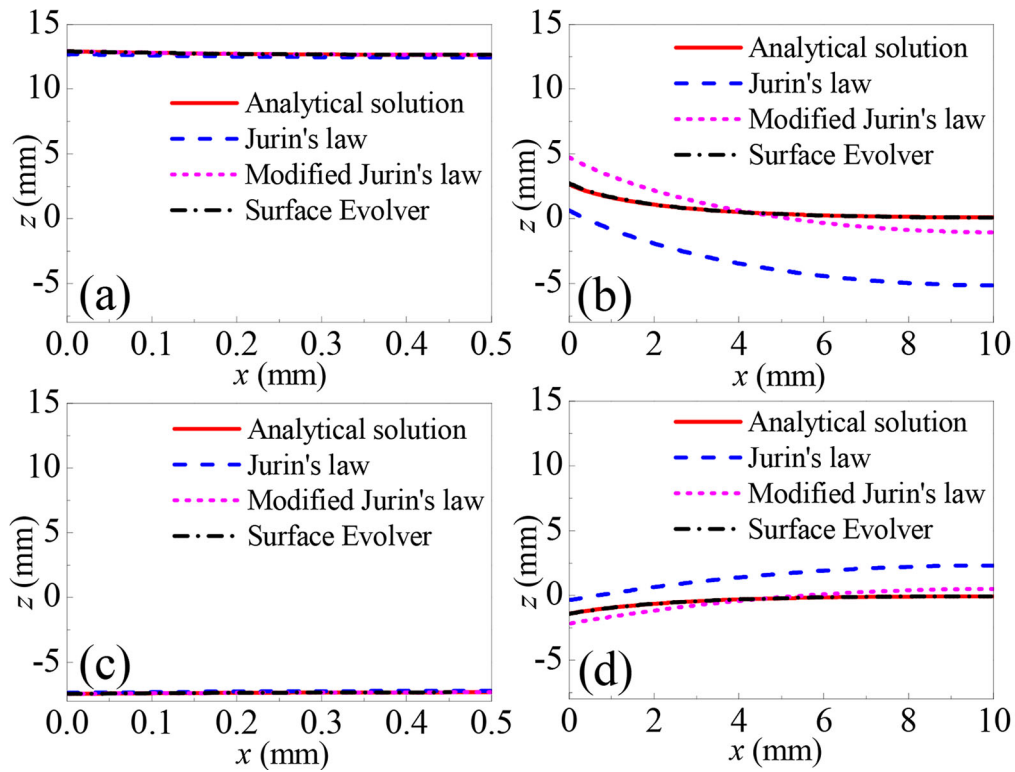 15
10
5
0
-5
z (mm)
Analytical solution
Jurin's law
Modified Jurin's law
Surface Evolver
(a)
0.0 0.1 0.2 0.3 0.4 0.5
x (mm)
15
10
5
0
-5
z (mm)
Analytical solution
Jurin's law
Modified Jurin's law
Surface Evolver
(b)
0 2 4 6 8 10
x (mm)
15
10
5
0
-5
z (mm)
Analytical solution
Jurin's law
Modified Jurin's law
Surface Evolver
(c)
0.0 0.1 0.2 0.3 0.4 0.5
x (mm)
15
10
5
0
-5
z (mm)
Analytical solution
Jurin's law
Modified Jurin's law
Surface Evolver
(d)
0 2 4 6 8 10
x (mm)